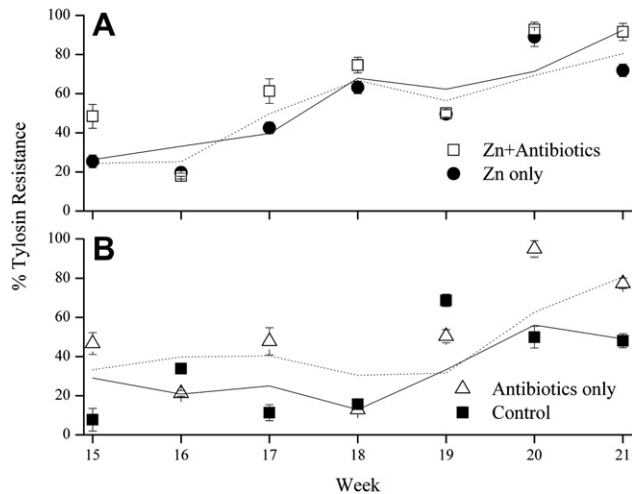 A
100
80
60
40
20
0
Zn+Antibiotics
Zn only
% Tylosin Resistance
B
100
80
60
40
20
0
Antibiotics only
Control
15 16 17 18 19 20 21
Week